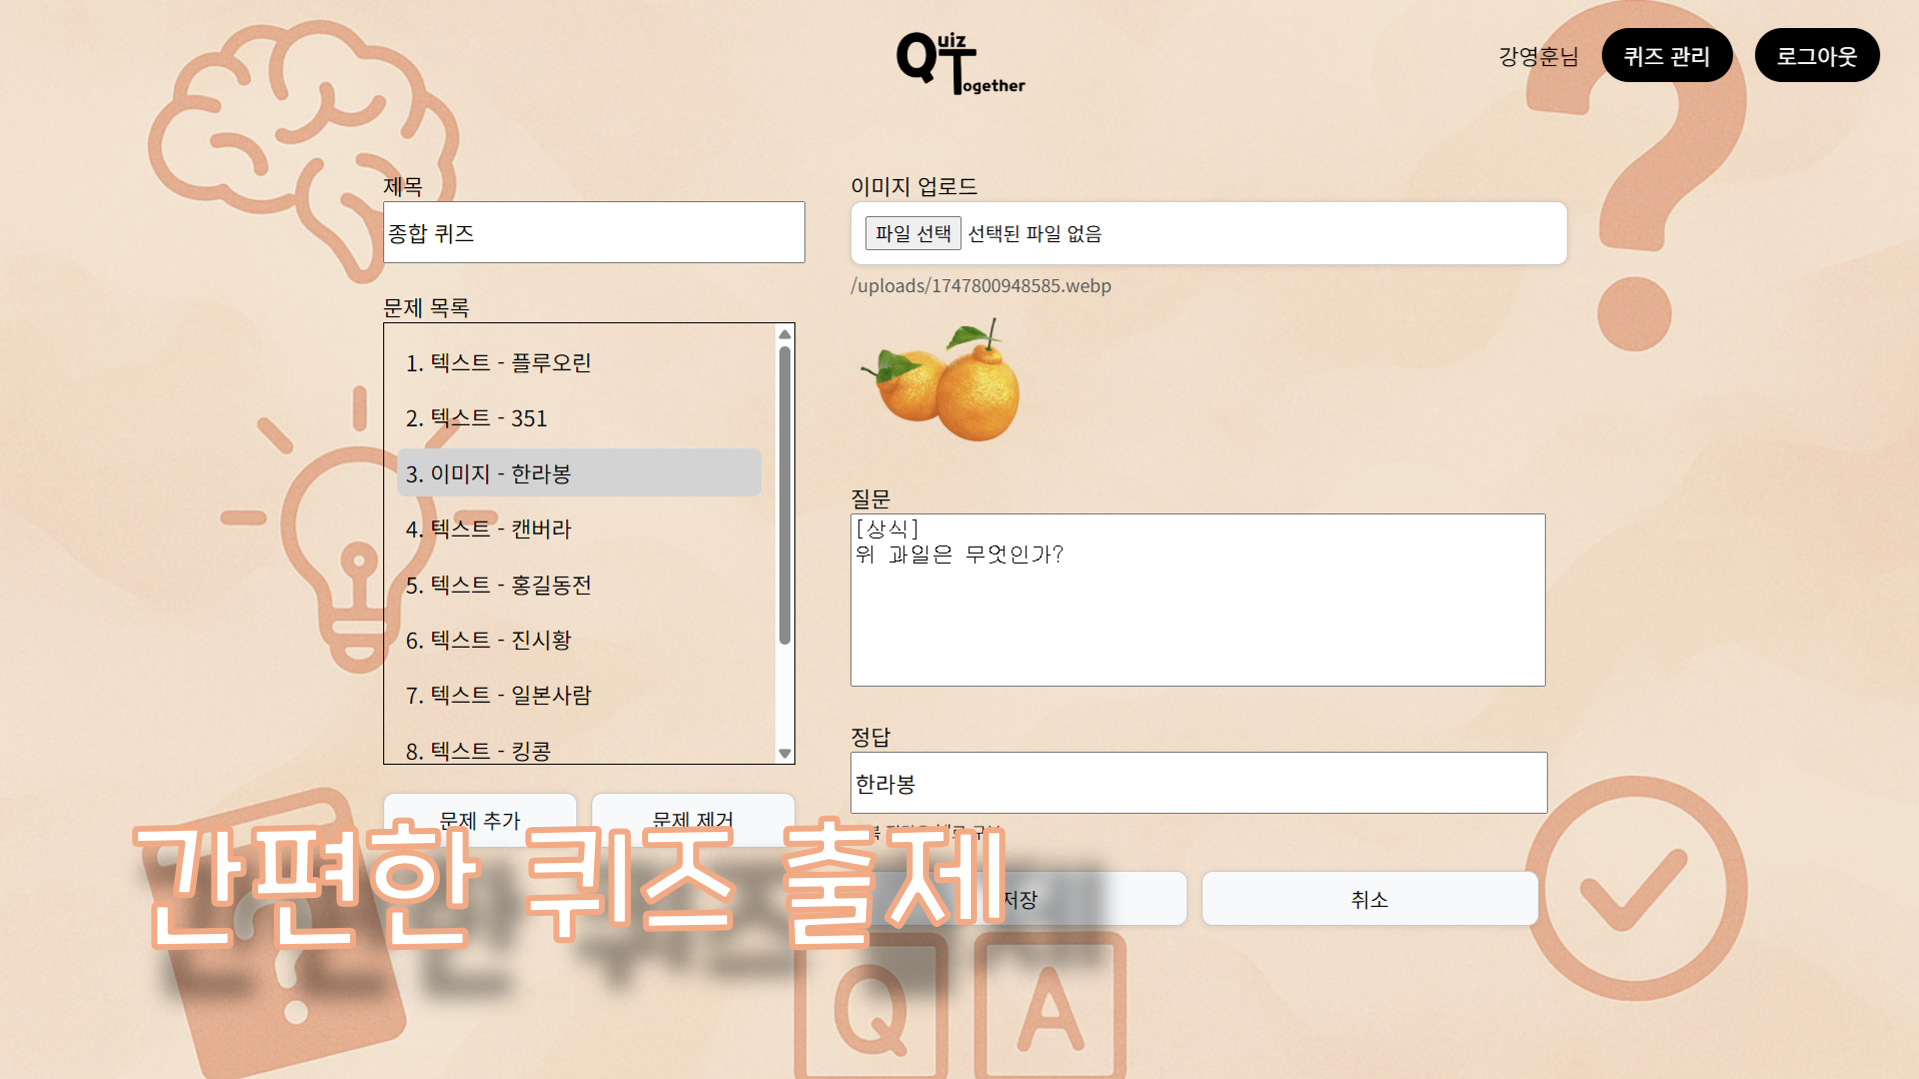 Quiz Together
강영훈님
퀴즈 관리
로그아웃
제목
종합 퀴즈
문제 목록
1. 텍스트 - 플루오린
2. 텍스트 - 351
3. 이미지 - 한라봉
4. 텍스트 - 캔버라
5. 텍스트 - 홍길동전
6. 텍스트 - 진시황
7. 텍스트 - 일본사람
8. 텍스트 - 킹콩
문제 추가
문제 제거
이미지 업로드
파일 선택 선택된 파일 없음
/uploads/1747800948585.webp
질문
[상식]
위 과일은 무엇인가?
정답
한라봉
저장
취소
간편한 퀴즈 출제
Q A